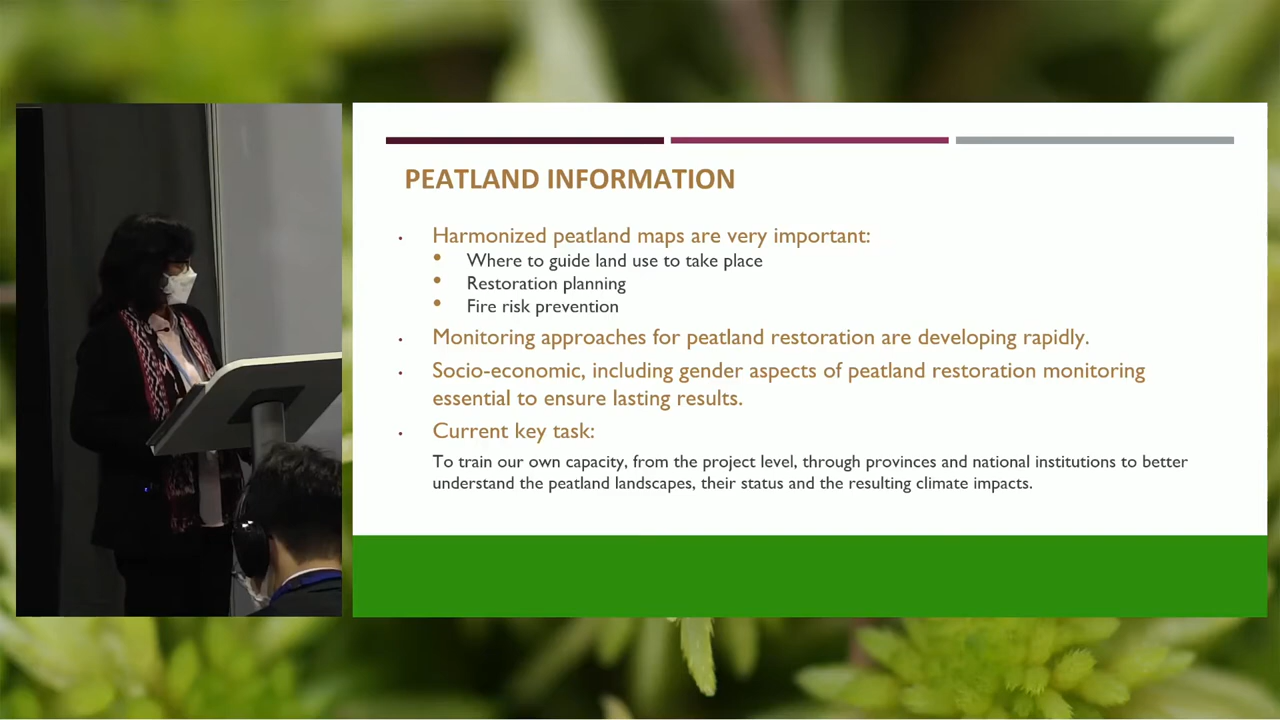 PEATLAND INFORMATION
• Harmonized peatland maps are very important:
• Where to guide land use to take place
• Restoration planning
• Fire risk prevention
• Monitoring approaches for peatland restoration are developing rapidly.
• Socio-economic, including gender aspects of peatland restoration monitoring
essential to ensure lasting results.
• Current key task:
To train our own capacity, from the project level, through provinces and national institutions to better
understand the peatland landscapes, their status and the resulting climate impacts.